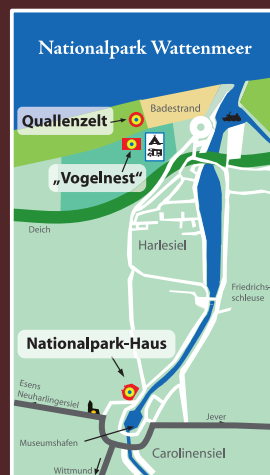 Nationalpark Wattenmeer
Badestrand
Quallenzelt
„Vogelnest“
Deich
Harlesiel
Friedrichs-
schleuse
Nationalpark-Haus
Esens
Neuharlingersiel
Jever
Museumshafen
Carolinensiel
Wittmund